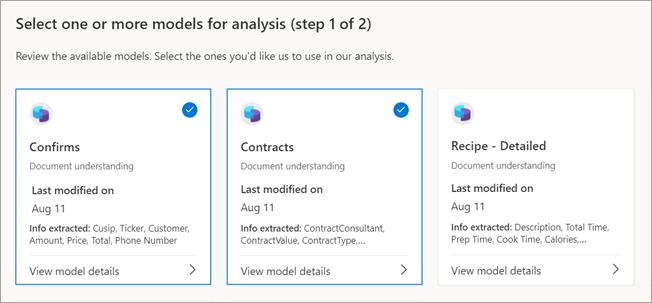 Select one or more models for analysis (step 1 of 2)
Review the available models. Select the ones you'd like us to use in our analysis.
Confirms
Document understanding
Last modified on
Aug 11
Info extracted: Cusip, Ticker, Customer,
Amount, Price, Total, Phone Number
View model details
Contracts
Document understanding
Last modified on
Aug 11
Info extracted: ContractConsultant,
ContractValue, ContractType,...
View model details
Recipe - Detailed
Document understanding
Last modified on
Aug 11
Info extracted: Description, Total Time,
Prep Time, Cook Time, Calories,...
View model details